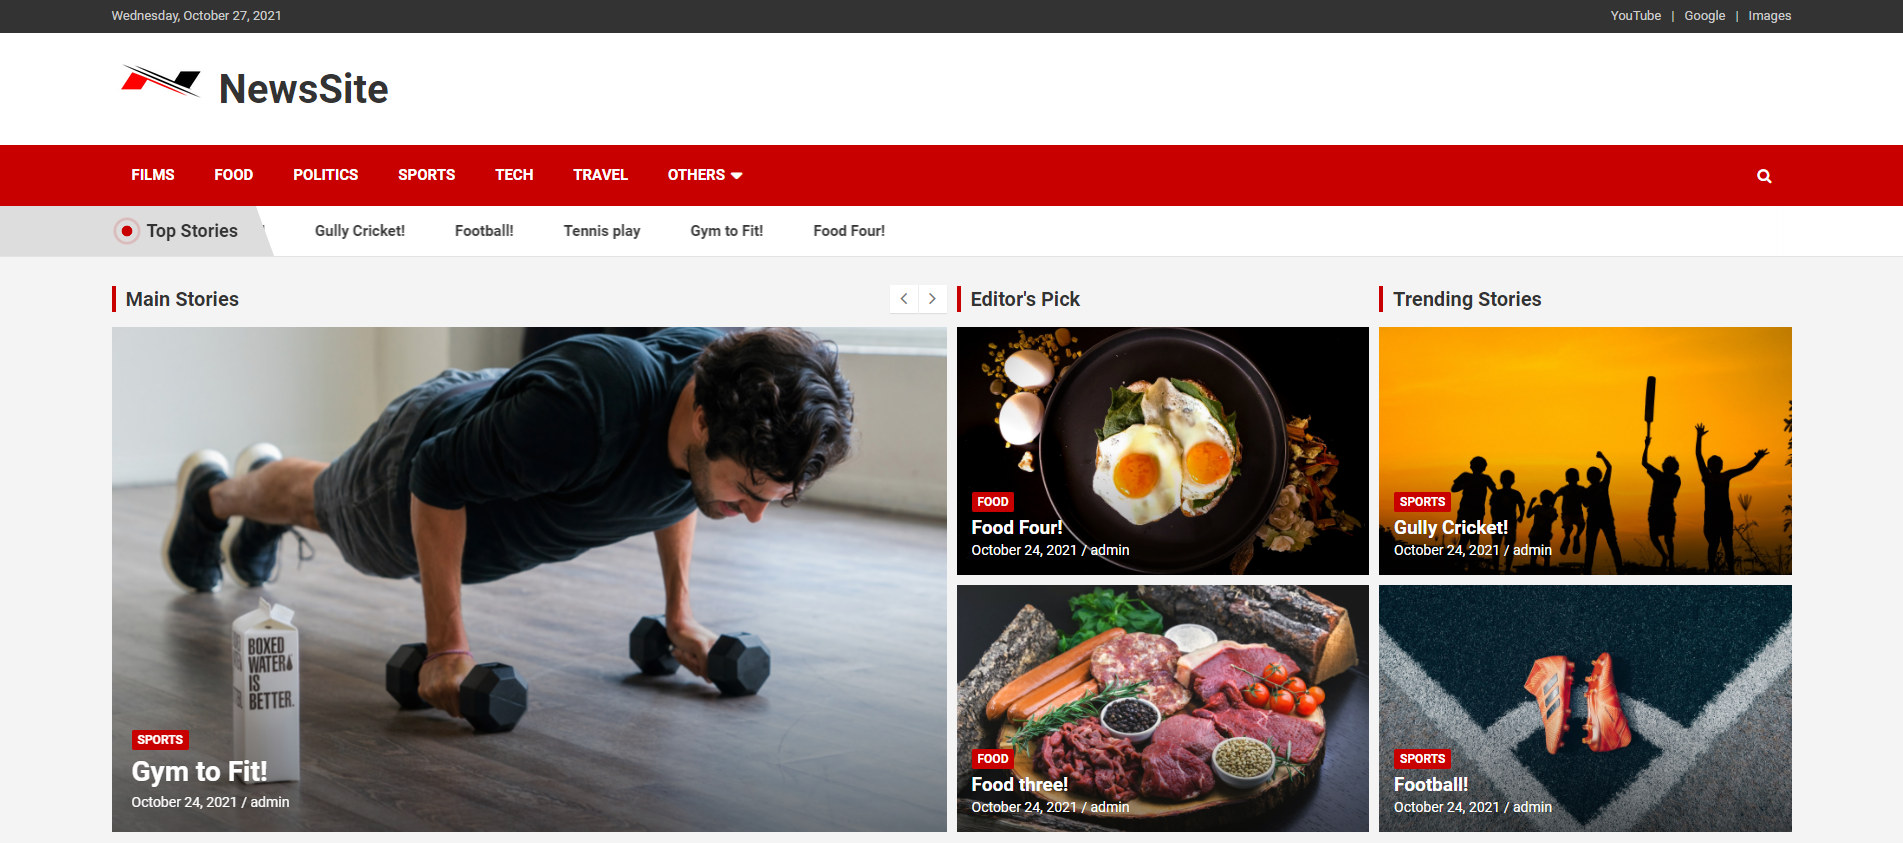 Wednesday, October 27, 2021
YouTube | Google | Images
NewsSite
FILMS FOOD POLITICS SPORTS TECH TRAVEL OTHERS
Top Stories
Gully Cricket! Football! Tennis play Gym to Fit! Food Four!
Main Stories
BOXED
WATER
IS
BETTER.
SPORTS
Gym to Fit!
October 24, 2021 / admin
Editor's Pick
FOOD
Food Four!
October 24, 2021 / admin
FOOD
Food three!
October 24, 2021 / admin
Trending Stories
SPORTS
Gully Cricket!
October 24, 2021 / admin
SPORTS
Football!
October 24, 2021 / admin